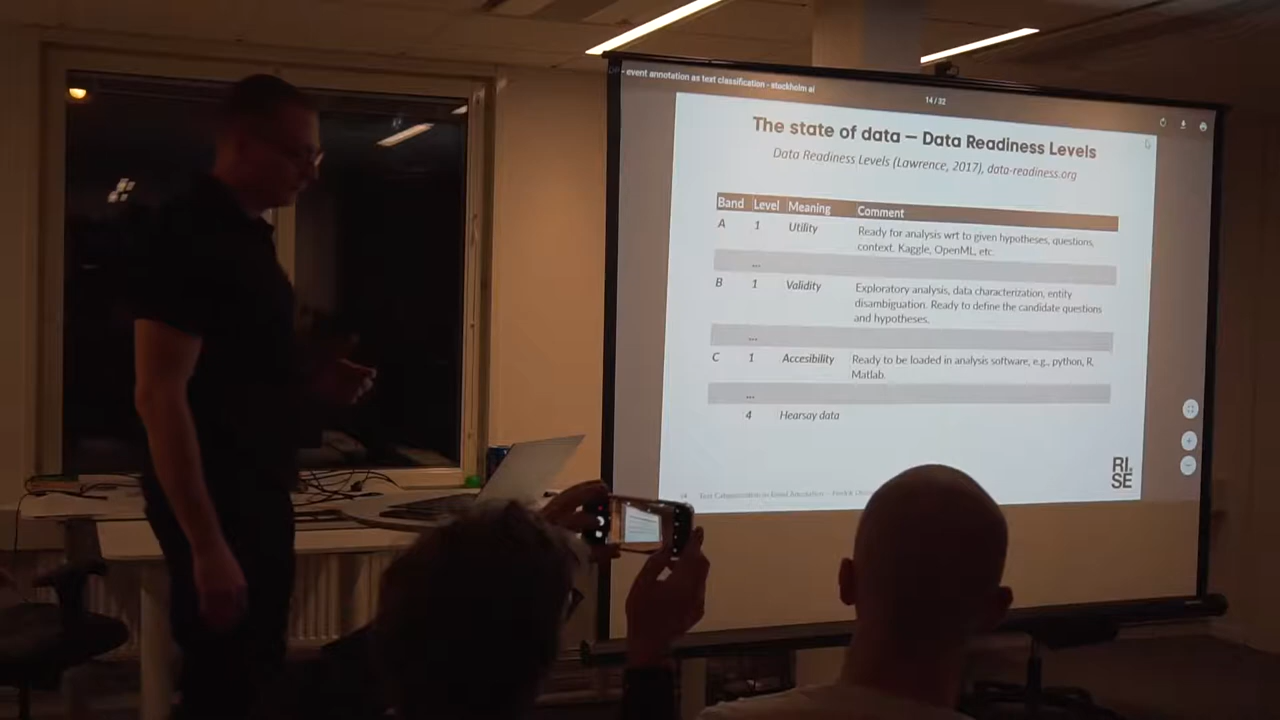 - event annotation as text classification - stockholm ai
14 / 32
The state of data — Data Readiness Levels
Data Readiness Levels (Lawrence, 2017), data-readiness.org
Band Level Meaning Comment
A 1 Utility Ready for analysis wrt to given hypotheses, questions,
context. Kaggle, OpenML, etc.
...
B 1 Validity Exploratory analysis, data characterization, entity
disambiguation. Ready to define the candidate questions
and hypotheses.
...
C 1 Accesibility Ready to be loaded in analysis software, e.g., python, R,
Matlab.
...
4 Hearsay data
RI.
SE
14 Text Categorization